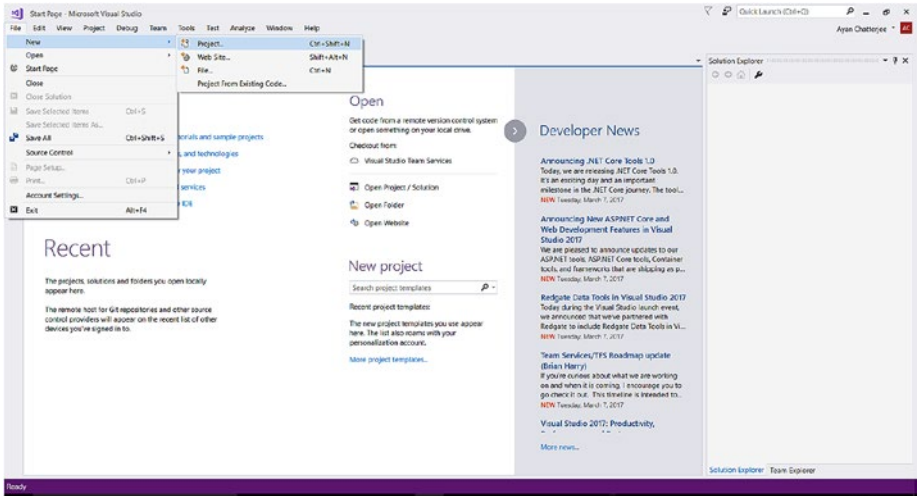 Start Page - Microsoft Visual Studio
Quick Launch (Ctrl+Q)
File Edit View Project Debug Team Tools Test Analyze Window Help
Ayan Chatterjee AC
New
Open
Start Page
Close
Close Solution
Save Selected Items Ctrl+S
Save Selected Items As...
Save All Ctrl+Shift+S
Source Control
Page Setup...
Print... Ctrl+P
Account Settings...
Exit Alt+F4
Project... Ctrl+Shift+N
Web Site... Shift+Alt+N
File... Ctrl+N
Project From Existing Code...
orials and sample projects
, and technologies
your project
services
IDE
Recent
The projects, solutions and folders you open locally
appear here.
The remote host for Git repositories and other source
control providers will appear on the recent list of other
devices you've signed in to.
Open
Get code from a remote version control system
or open something on your local drive.
Checkout from:
Visual Studio Team Services
Open Project / Solution
Open Folder
Open Website
New project
Search project templates
Recent project templates:
The new project templates you use appear
here. The list also roams with your
personalization account.
More project templates...
Developer News
Announcing .NET Core Tools 1.0
Today, we are releasing .NET Core Tools 1.0.
It's an exciting day and an important
milestone in the .NET Core journey. The tool...
NEW Tuesday, March 7, 2017
Announcing New ASP.NET Core and
Web Development Features in Visual
Studio 2017
We are pleased to announce updates to our
ASP.NET tools, ASP.NET Core tools, Container
tools, and frameworks that are shipping as p...
NEW Tuesday, March 7, 2017
Redgate Data Tools in Visual Studio 2017
Today during the Visual Studio launch event,
we announced that we've partnered with
Redgate to include Redgate Data Tools in Vi...
NEW Tuesday, March 7, 2017
Team Services/TFS Roadmap update
(Brian Harry)
If you're curious about what we are working
on and when it is coming, I encourage you to
go check it out. This timeline is intended to...
NEW Tuesday, March 7, 2017
Visual Studio 2017: Productivity,
More news...
Solution Explorer
Solution Explorer Team Explorer
Ready